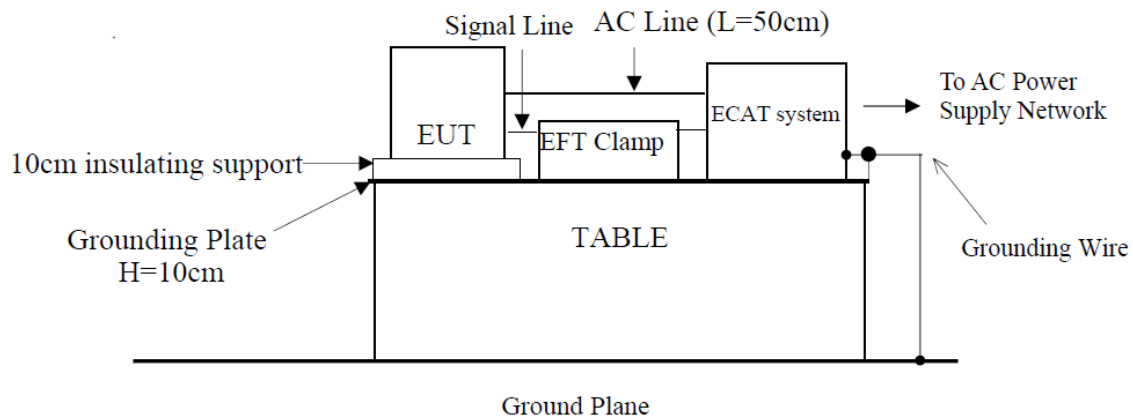 Signal Line
AC Line (L=50cm)
To AC Power
Supply Network
ECAT system
EUT
EFT Clamp
10cm insulating support
Grounding Plate
H=10cm
TABLE
Grounding Wire
Ground Plane